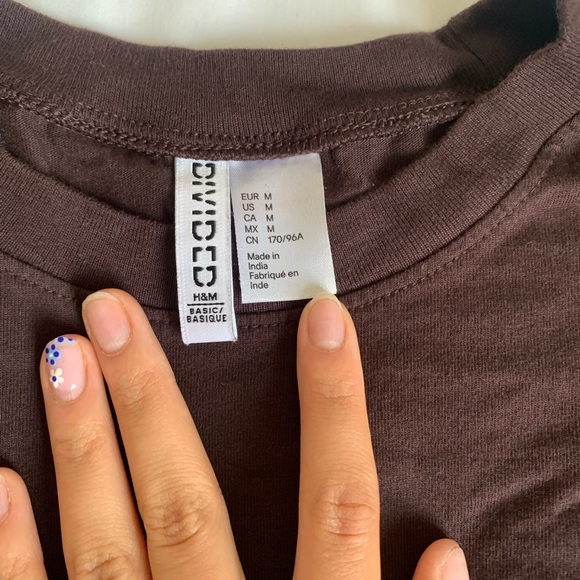 DIVIDED
H&M
BASIC/
BASIQUE
EUR M
US M
CA M
MX M
CN 170/96A
Made in
India
Fabriqué en
Inde